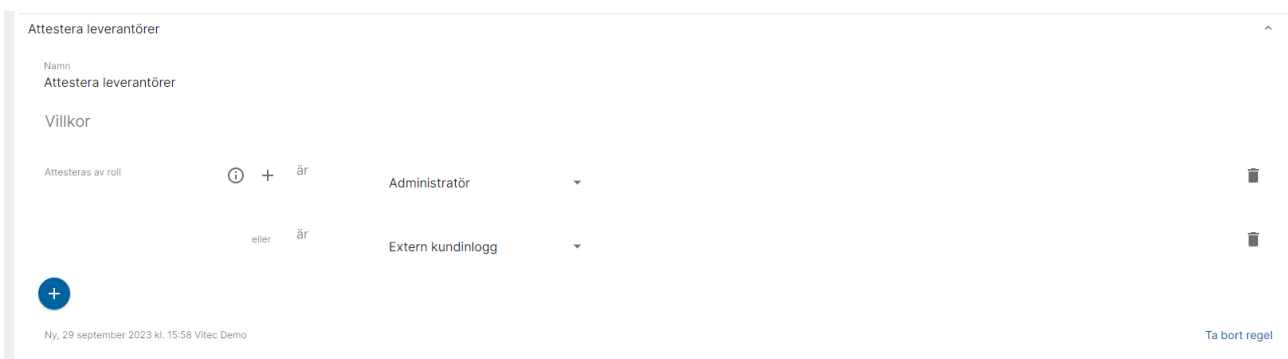 Attestera leverantörer
Namn
Attestera leverantörer
Villkor
Attesteras av roll är Administratör
eller är Extern kundinlogg
Ny, 29 september 2023 kl. 15:58 Vitec Demo Ta bort regel